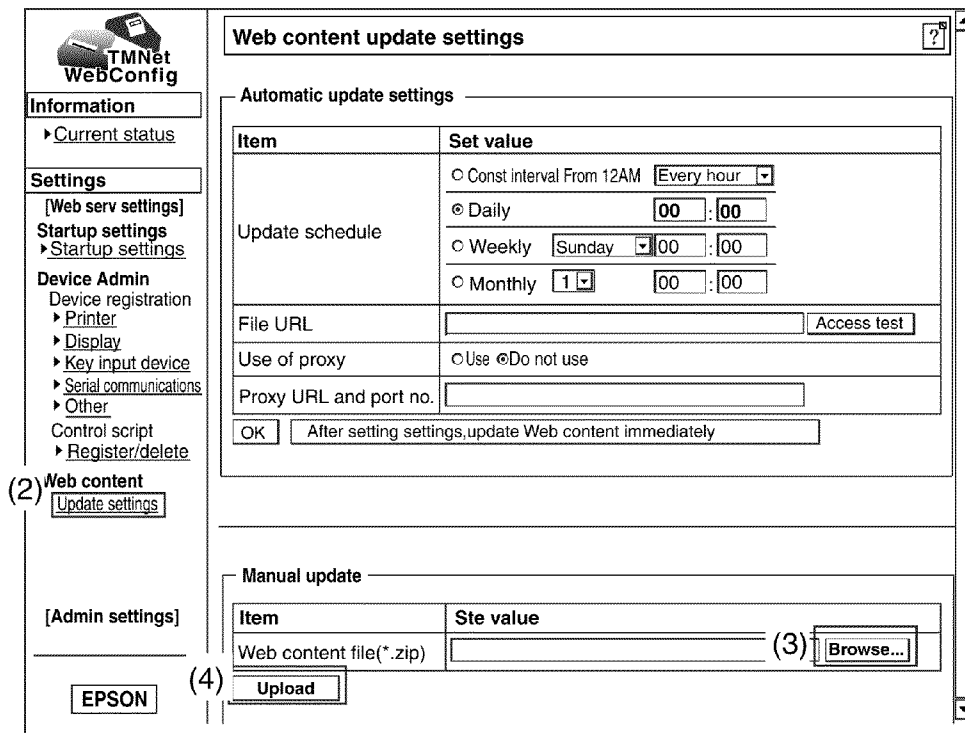 TMNet
WebConfig
Information
Current status
Settings
[Web serv settings]
Startup settings
Startup settings
Device Admin
Device registration
Printer
Display
Key input device
Serial communications
Other
Control script
Register/delete
Web content
(2)
Update settings
[Admin settings]
EPSON
Web content update settings
?
Automatic update settings
Item Set value
Update schedule
Const interval From 12AM Every hour
Daily 00 : 00
Weekly Sunday 00 : 00
Monthly 1 00 : 00
File URL Access test
Use of proxy Use Do not use
Proxy URL and port no.
OK After setting settings,update Web content immediately
Manual update
Item Ste value
Web content file(*.zip) (3) Browse...
(4) Upload